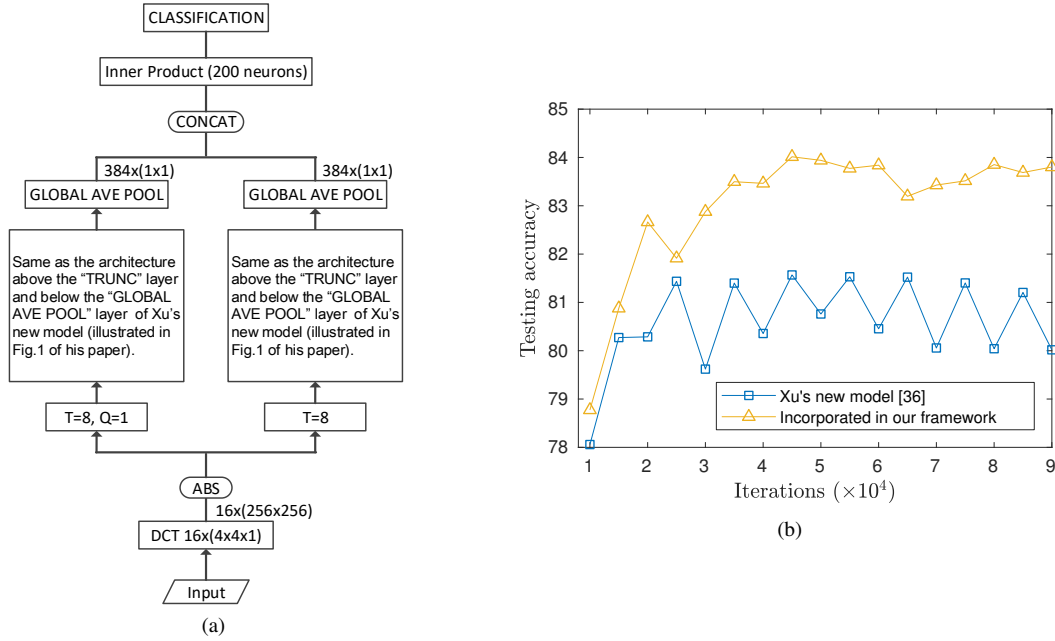 CLASSIFICATION
Inner Product (200 neurons)
CONCAT
384x(1x1)
384x(1x1)
GLOBAL AVE POOL
GLOBAL AVE POOL
Same as the architecture
above the “TRUNC” layer
and below the “GLOBAL
AVE POOL” layer of Xu’s
new model (illustrated in
Fig.1 of his paper).
Same as the architecture
above the “TRUNC” layer
and below the “GLOBAL
AVE POOL” layer of Xu’s
new model (illustrated in
Fig.1 of his paper).
T=8, Q=1
T=8
ABS
16x(256x256)
DCT 16x(4x4x1)
Input
(a)
85
84
83
82
81
80
79
78
Testing accuracy
Xu's new model [36]
Incorporated in our framework
1 2 3 4 5 6 7 8 9
Iterations (×10⁴)
(b)